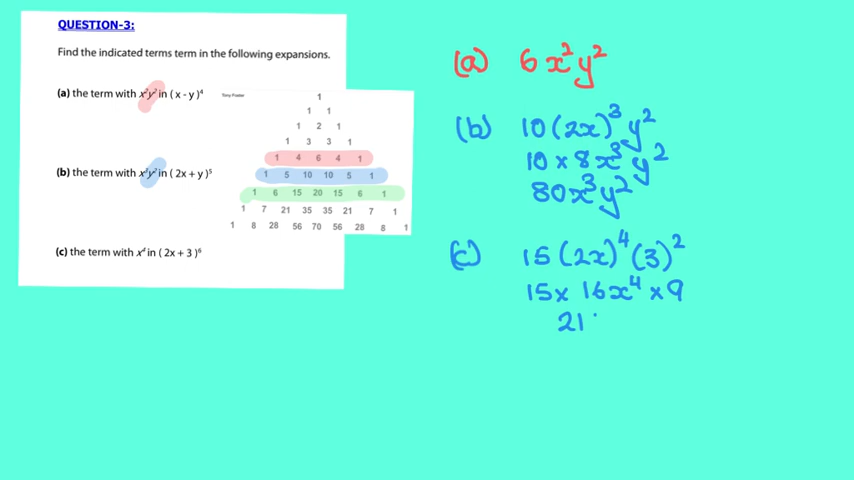 QUESTION-3:
Find the indicated terms term in the following expansions.
(a) the term with x²y² in ( x - y )⁴
(b) the term with x³y² in ( 2x + y )⁵
(c) the term with x⁴ in ( 2x + 3 )⁶
Tony Foster
1
1 1
1 2 1
1 3 3 1
1 4 6 4 1
1 5 10 10 5 1
1 6 15 20 15 6 1
1 7 21 35 35 21 7 1
1 8 28 56 70 56 28 8 1
(a) 6x²y²
(b) 10(2x)³y²
10 x 8x³y²
80x³y²
(c) 15(2x)⁴(3)²
15 x 16x⁴ x 9
21